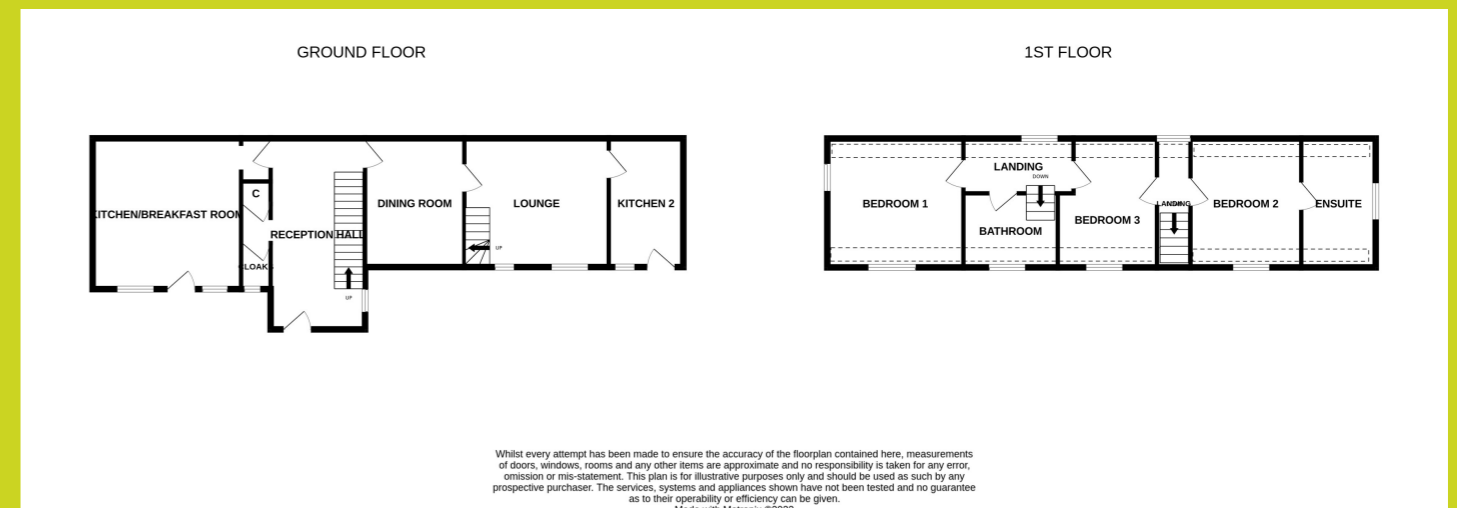 GROUND FLOOR
1ST FLOOR
KITCHEN/BREAKFAST ROOM
C
CLOAKS
RECEPTION HALL
UP
DINING ROOM
LOUNGE
UP
KITCHEN 2
BEDROOM 1
LANDING
DOWN
BATHROOM
BEDROOM 3
LANDING
BEDROOM 2
ENSUITE
Whilst every attempt has been made to ensure the accuracy of the floorplan contained here, measurements
of doors, windows, rooms and any other items are approximate and no responsibility is taken for any error,
omission or mis-statement. This plan is for illustrative purposes only and should be used as such by any
prospective purchaser. The services, systems and appliances shown have not been tested and no guarantee
as to their operability or efficiency can be given.
Made with Metropix